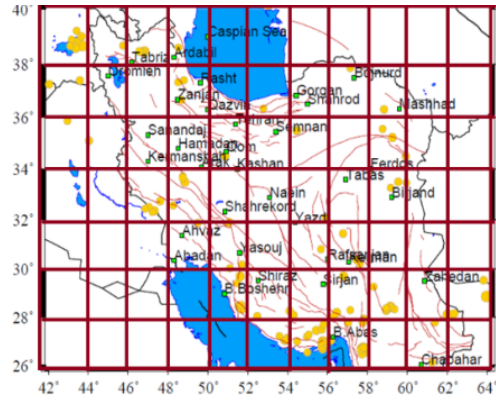 40°
Caspian Sea
Ardabil
Tabriz
38°
Oromieh
Rasht
Bojnurd
Zanjan
Gorgan
Shahrod
Mashhad
Qazvin
36°
Tehran
Semnan
Sanandaj
Hamadan
Qom
Kermanshah
Kashan
Ferdos
34°
Tabas
Birjand
Naein
Shahrekord
Yazd
32°
Ahvaz
Yasouj
Abadan
30°
Shiraz
Sirjan
Zahedan
B.Boshehr
28°
B.Abas
26°
Chapahar
42° 44° 46° 48° 50° 52° 54° 56° 58° 60° 62° 64°